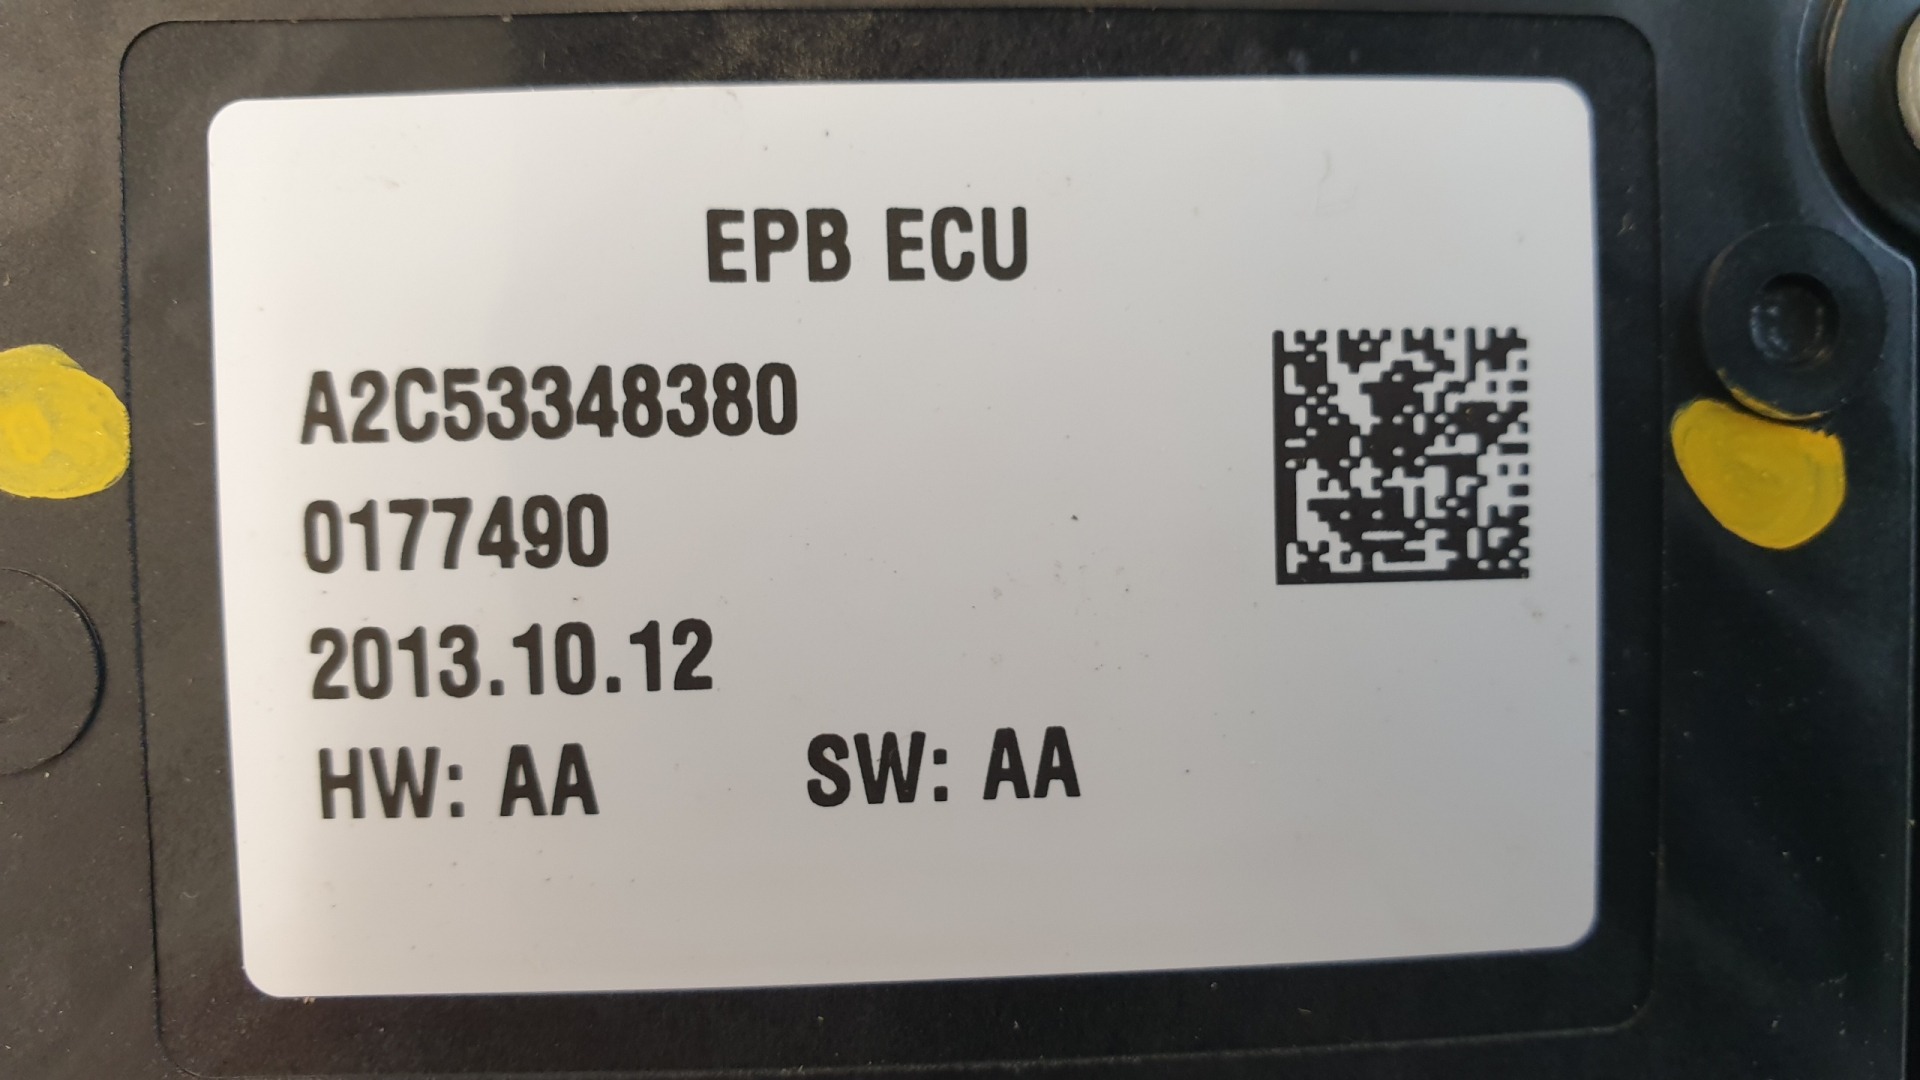 EPB ECU
A2C53348380
0177490
2013.10.12
HW: AA SW: AA